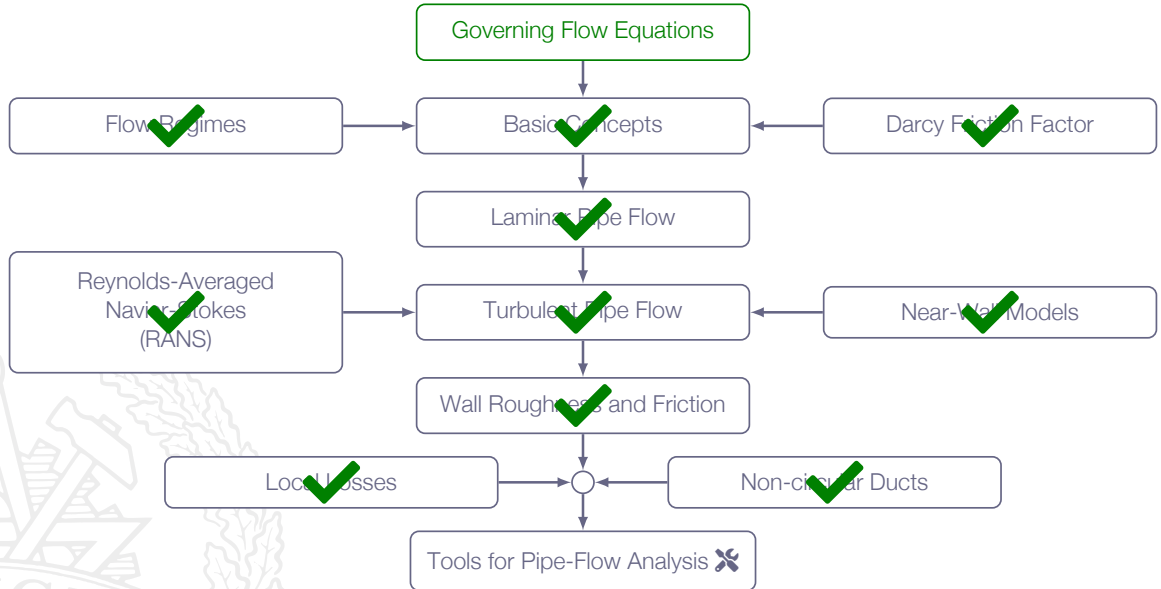 Governing Flow Equations
Flow Regimes
Basic Concepts
Darcy Friction Factor
Laminar Pipe Flow
Reynolds-Averaged
Navier-Stokes
(RANS)
Turbulent Pipe Flow
Near-Wall Models
Wall Roughness and Friction
Local Losses
Non-circular Ducts
Tools for Pipe-Flow Analysis